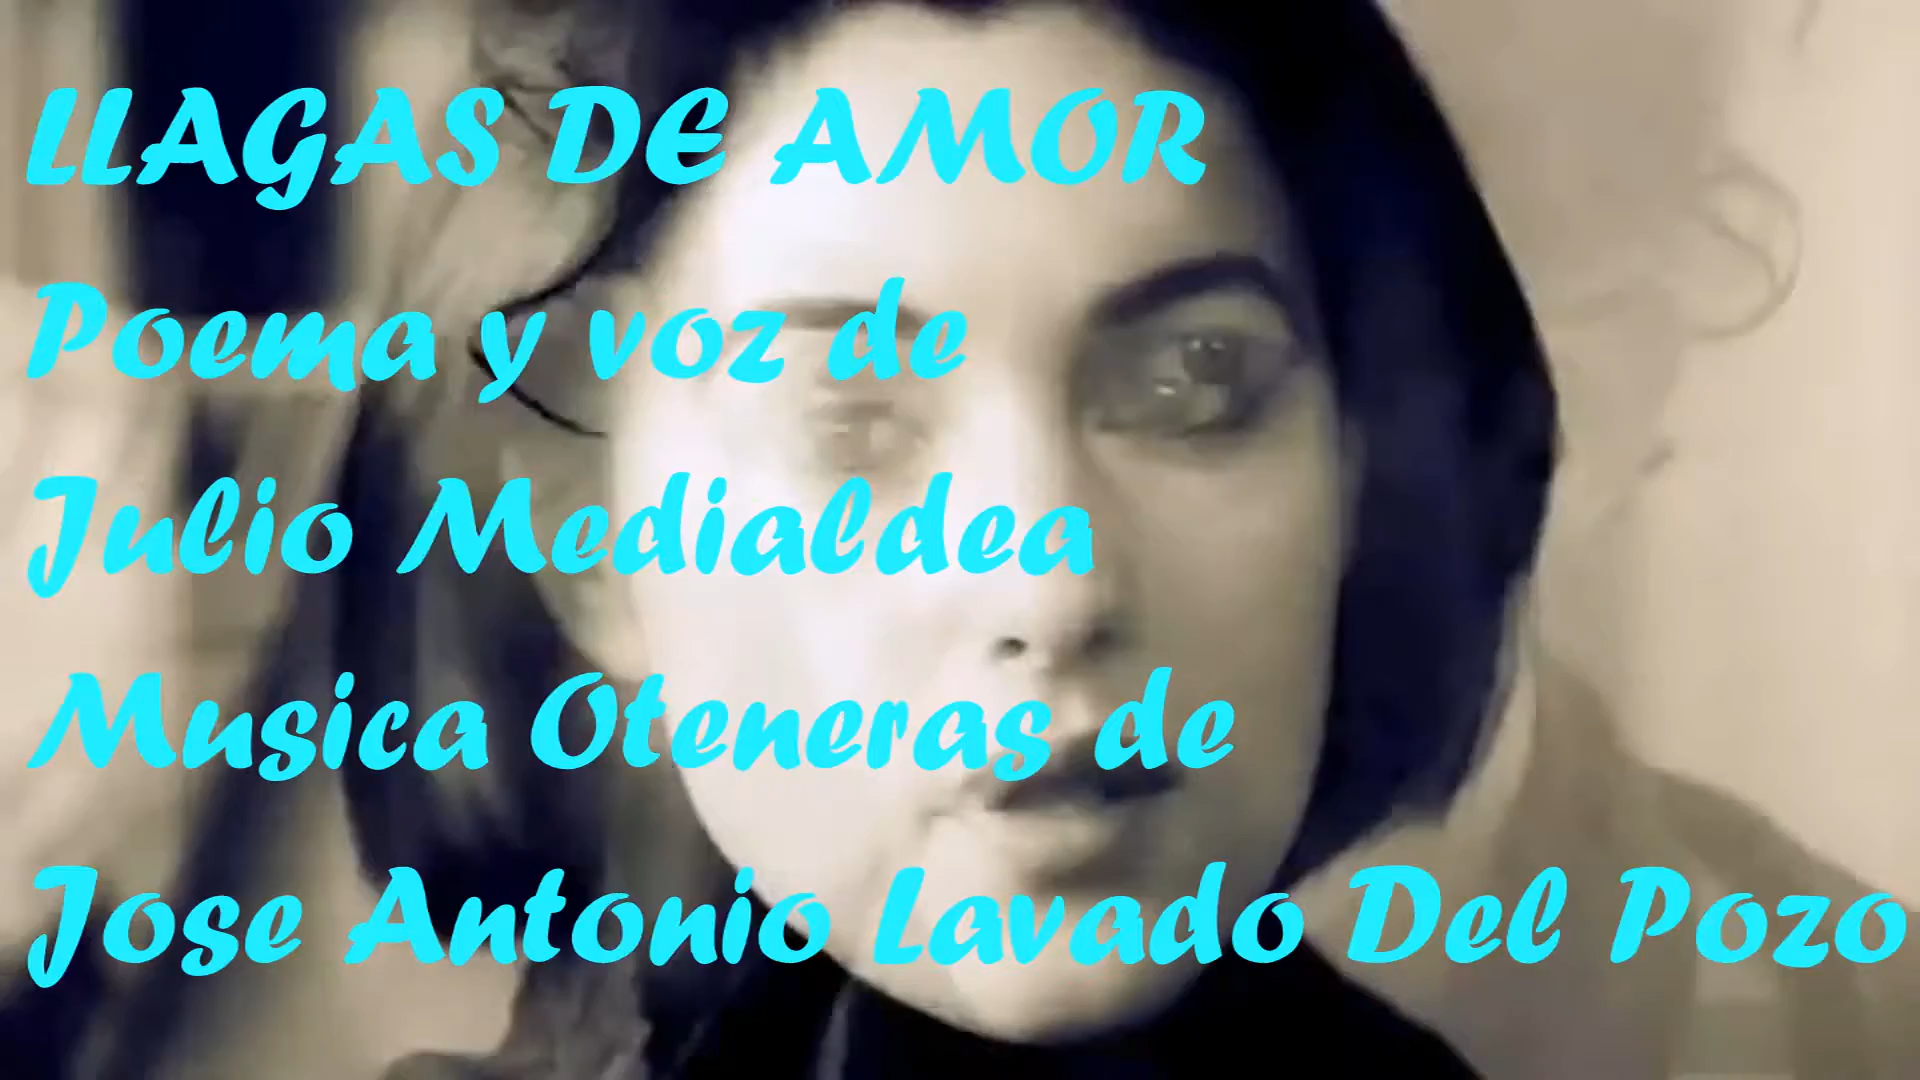 LLAGAS DE AMOR
Poema y voz de
Julio Medialdea
Musica Oteneras de
Jose Antonio Lavado Del Pozo